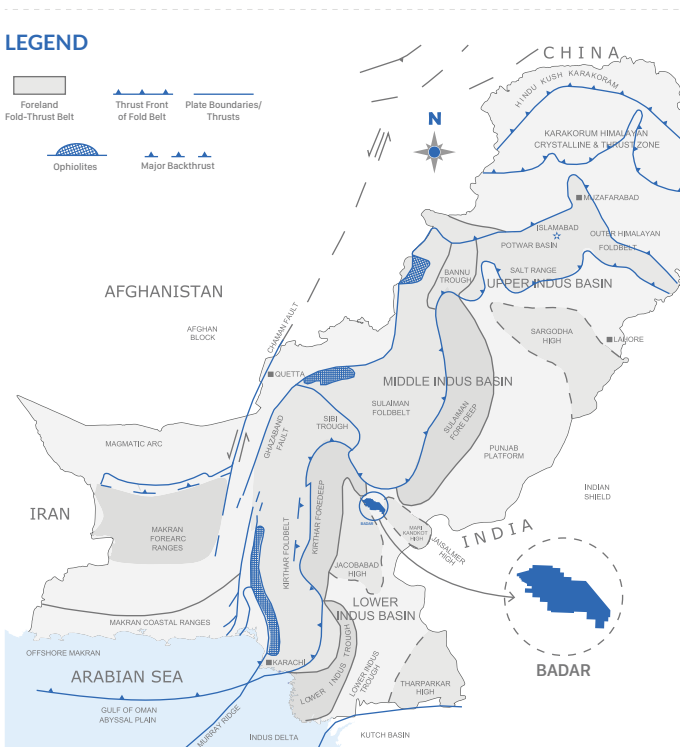 LEGEND
Foreland
Fold-Thrust Belt
Thrust Front
of Fold Belt
Plate Boundaries/
Thrusts
Ophiolites
Major Backthrust
N
CHINA
HINDU KUSH KARAKORAM
KARAKORUM HIMALAYAN
CRYSTALLINE & THRUST ZONE
MUZAFARABAD
ISLAMABAD
OUTER HIMALAYAN
FOLDBELT
POTWAR BASIN
BANNU
TROUGH
SALT RANGE
UPPER INDUS BASIN
AFGHANISTAN
AFGHAN
BLOCK
CHAMAN FAULT
SARGODHA
HIGH
LAHORE
QUETTA
MIDDLE INDUS BASIN
SULAIMAN
FOLDBELT
SULAIMAN
FORE DEEP
SIBI
TROUGH
GHAZABAND
FAULT
MAGMATIC ARC
PUNJAB
PLATFORM
INDIAN
SHIELD
IRAN
MAKRAN
FOREARC
RANGES
KIRTHAR FOLDBELT
KIRTHAR FOREDEEP
BADAR
MARI
KANDKOT
HIGH
JAISALMER
HIGH
INDIA
JACOBABAD
HIGH
LOWER
INDUS BASIN
MAKRAN COASTAL RANGES
OFFSHORE MAKRAN
KARACHI
ARABIAN SEA
LOWER INDUS TROUGH
LOWER INDUS
TROUGH
THARPARKAR
HIGH
BADAR
GULF OF OMAN
ABYSSAL PLAIN
MURRAY RIDGE
INDUS DELTA
KUTCH BASIN